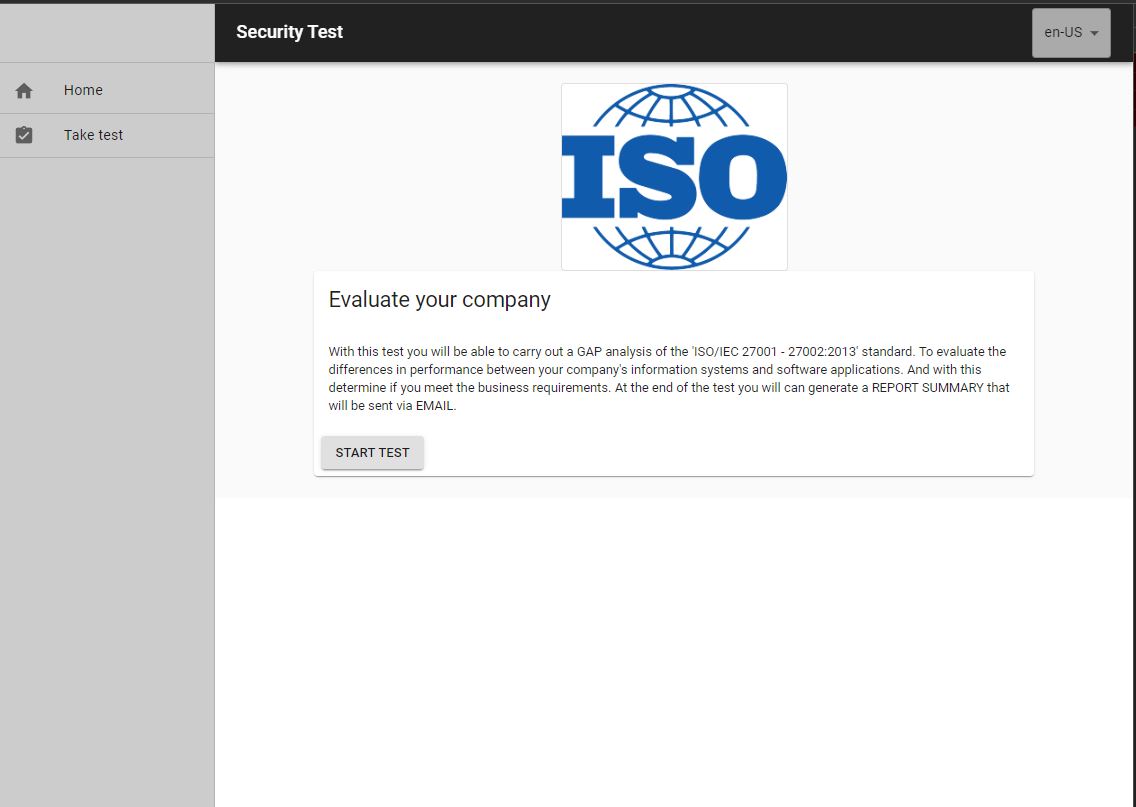 Security Test
en-US
Home
Take test
ISO
Evaluate your company
With this test you will be able to carry out a GAP analysis of the 'ISO/IEC 27001 - 27002:2013' standard. To evaluate the
differences in performance between your company's information systems and software applications. And with this
determine if you meet the business requirements. At the end of the test you will can generate a REPORT SUMMARY that
will be sent via EMAIL.
START TEST